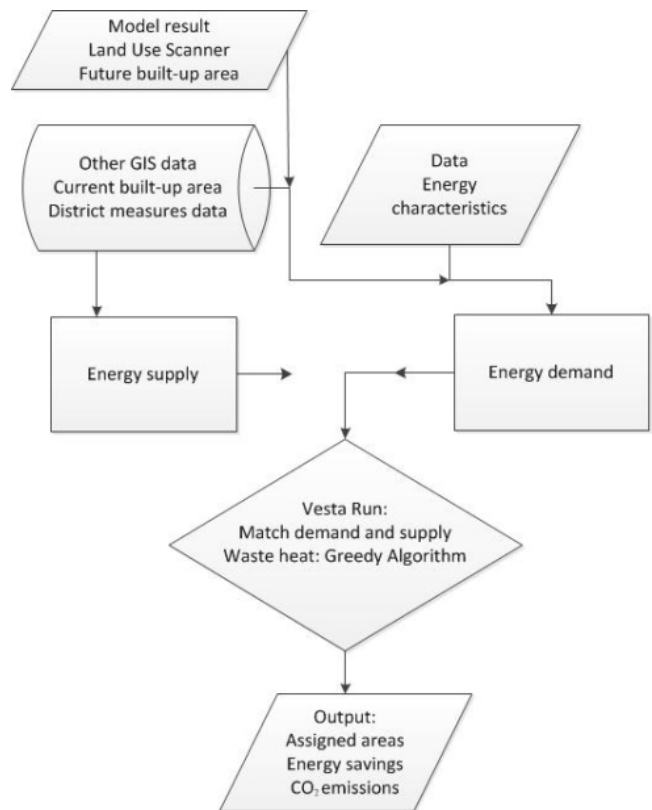 Model result
Land Use Scanner
Future built-up area
Other GIS data
Current built-up area
District measures data
Data
Energy
characteristics
Energy supply
Energy demand
Vesta Run:
Match demand and supply
Waste heat: Greedy Algorithm
Output:
Assigned areas
Energy savings
CO₂ emissions